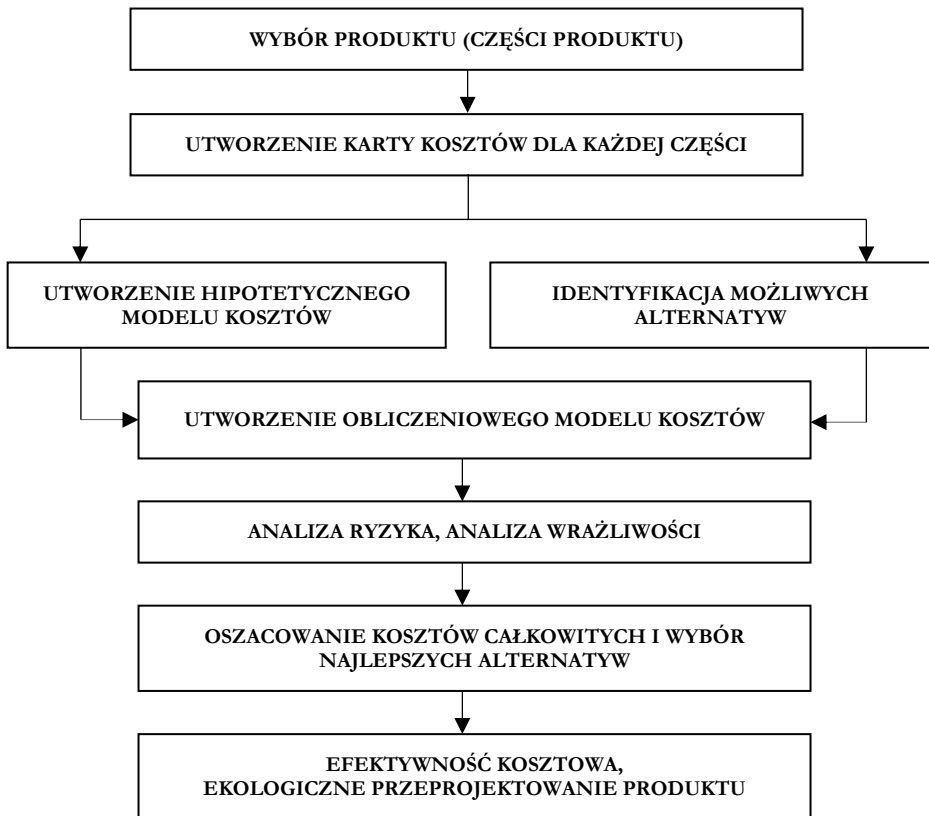 WYBÓR PRODUKTU (CZĘŚCI PRODUKTU)
UTWORZENIE KARTY KOSZTÓW DLA KAŻDEJ CZĘŚCI
UTWORZENIE HIPOTETYCZNEGO
MODELU KOSZTÓW
IDENTYFIKACJA MOŻLIWYCH
ALTERNATYW
UTWORZENIE OBLICZENIOWEGO MODELU KOSZTÓW
ANALIZA RYZYKA, ANALIZA WRAŻLIWOŚCI
OSZACOWANIE KOSZTÓW CAŁKOWITYCH I WYBÓR
NAJLEPSZYCH ALTERNATYW
EFEKTYWNOŚĆ KOSZTOWA,
EKOLOGICZNE PRZEPROJEKTOWANIE PRODUKTU